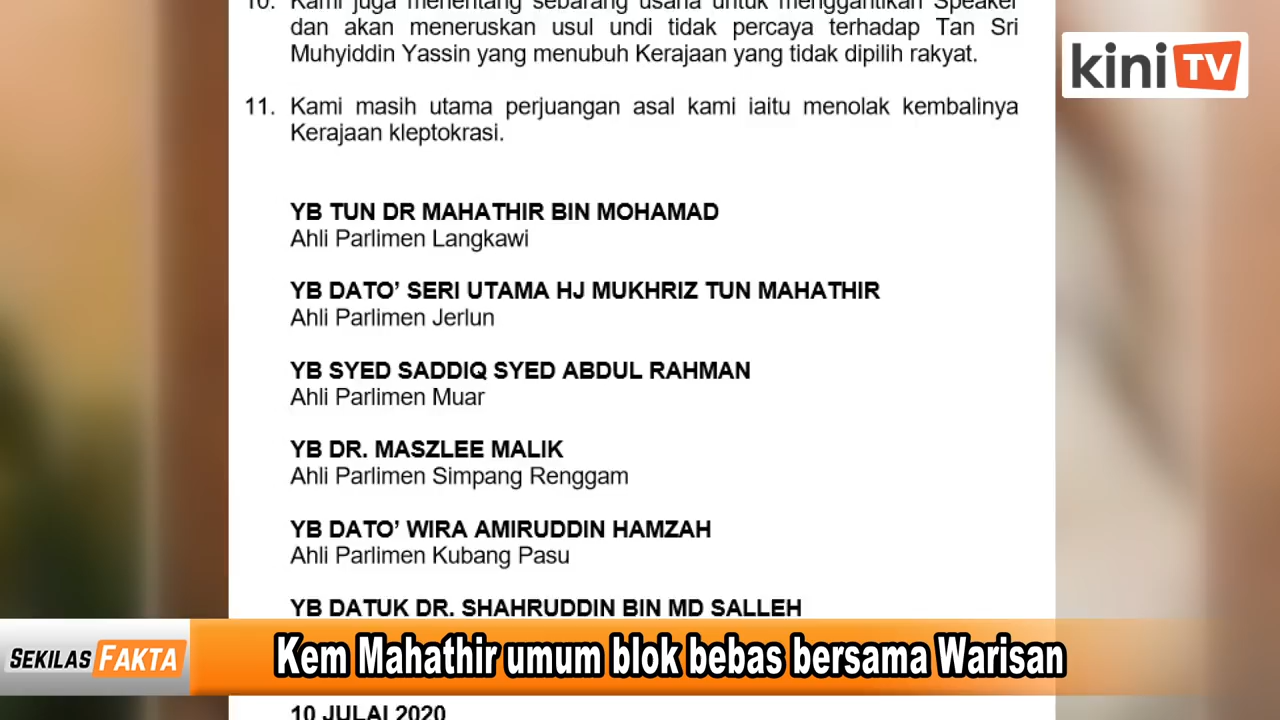 10. Kami juga menentang sebarang usaha untuk menggantikan Speaker
dan akan meneruskan usul undi tidak percaya terhadap Tan Sri
Muhyiddin Yassin yang menubuh Kerajaan yang tidak dipilih rakyat.
kini TV
11. Kami masih utama perjuangan asal kami iaitu menolak kembalinya
Kerajaan kleptokrasi.
YB TUN DR MAHATHIR BIN MOHAMAD
Ahli Parlimen Langkawi
YB DATO’ SERI UTAMA HJ MUKHRIZ TUN MAHATHIR
Ahli Parlimen Jerlun
YB SYED SADDIQ SYED ABDUL RAHMAN
Ahli Parlimen Muar
YB DR. MASZLEE MALIK
Ahli Parlimen Simpang Renggam
YB DATO’ WIRA AMIRUDDIN HAMZAH
Ahli Parlimen Kubang Pasu
YB DATUK DR. SHAHRUDDIN BIN MD SALLEH
SEKILAS FAKTA
Kem Mahathir umum blok bebas bersama Warisan
10 JULAI 2020